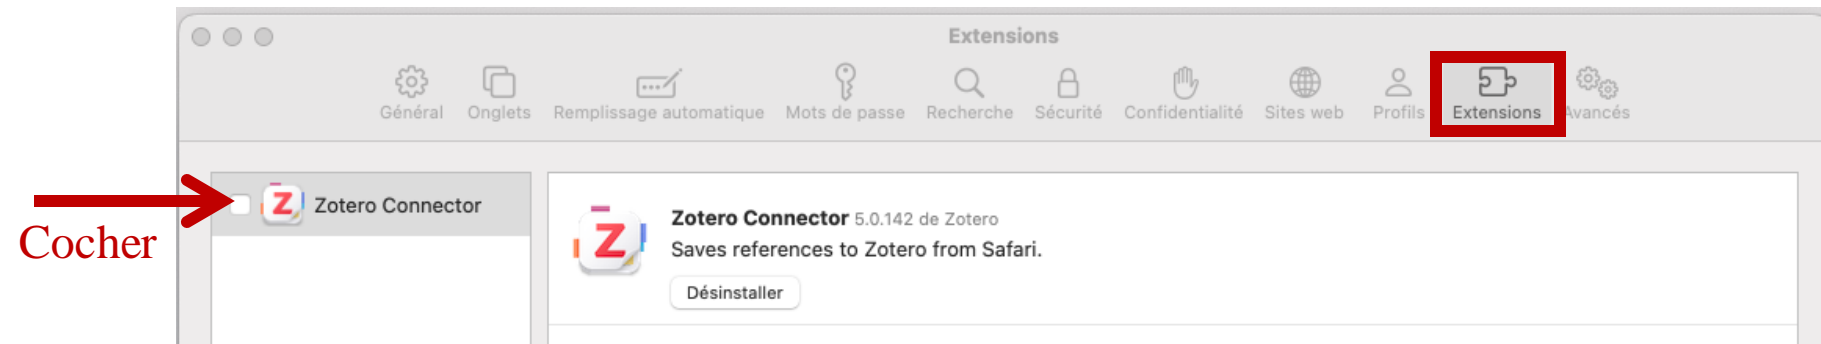 Extensions
Général Onglets Remplissage automatique Mots de passe Recherche Sécurité Confidentialité Sites web Profils Extensions Avancés
Cocher
Z Zotero Connector
Z
Zotero Connector 5.0.142 de Zotero
Saves references to Zotero from Safari.
Désinstaller